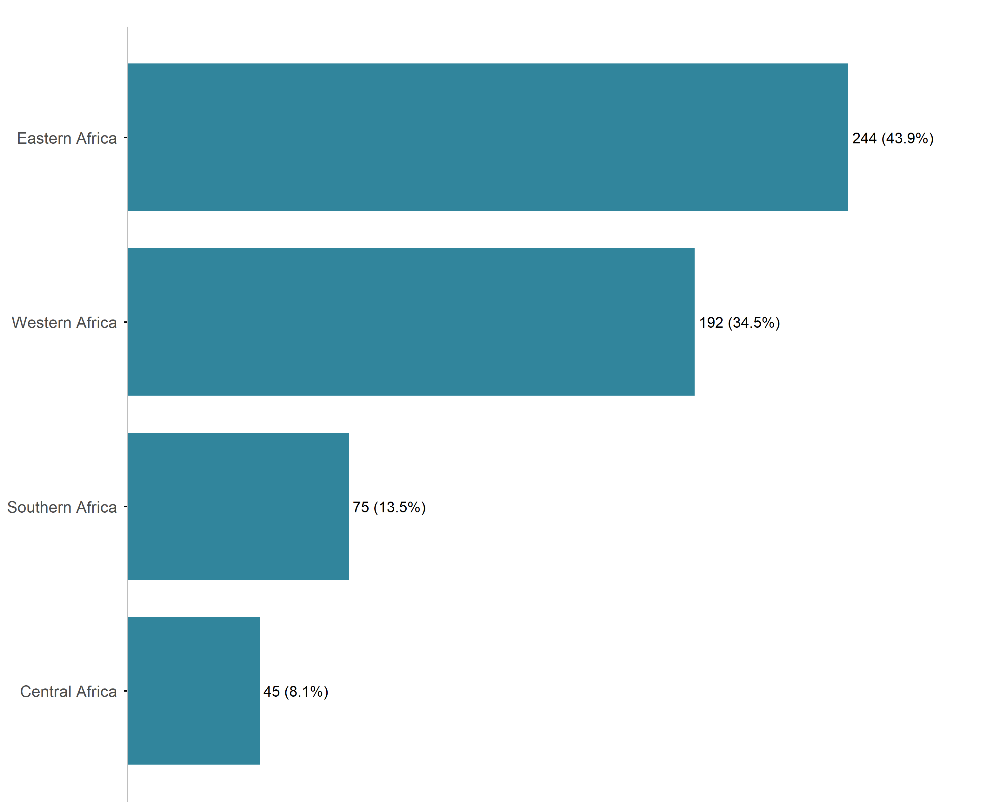 Eastern Africa 244 (43.9%)
Western Africa 192 (34.5%)
Southern Africa 75 (13.5%)
Central Africa 45 (8.1%)